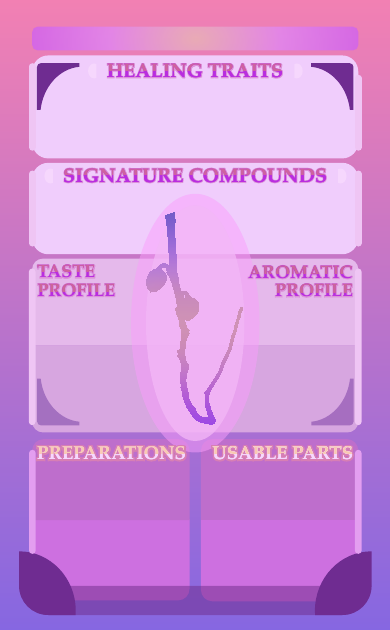 HEALING TRAITS
SIGNATURE COMPOUNDS
TASTE
PROFILE
AROMATIC
PROFILE
PREPARATIONS
USABLE PARTS